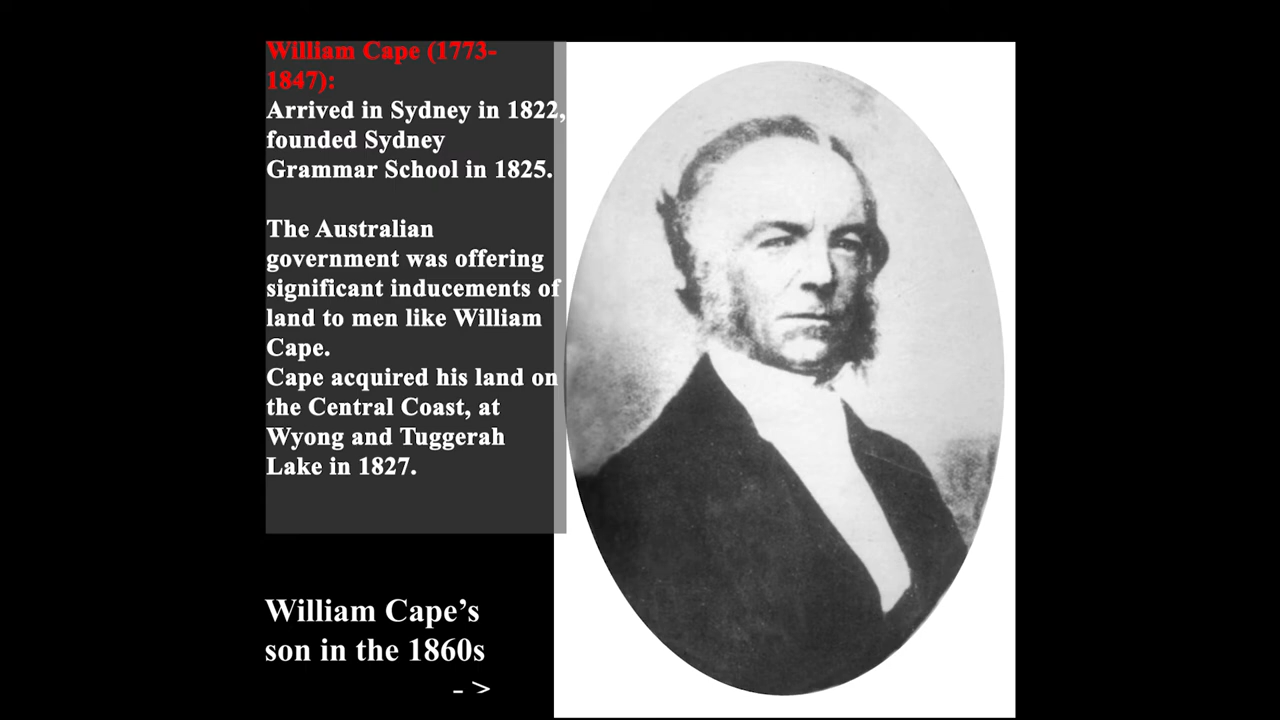 William Cape (1773-
1847):
Arrived in Sydney in 1822,
founded Sydney
Grammar School in 1825.
The Australian
government was offering
significant inducements of
land to men like William
Cape.
Cape acquired his land on
the Central Coast, at
Wyong and Tuggerah
Lake in 1827.
William Cape’s
son in the 1860s
- >